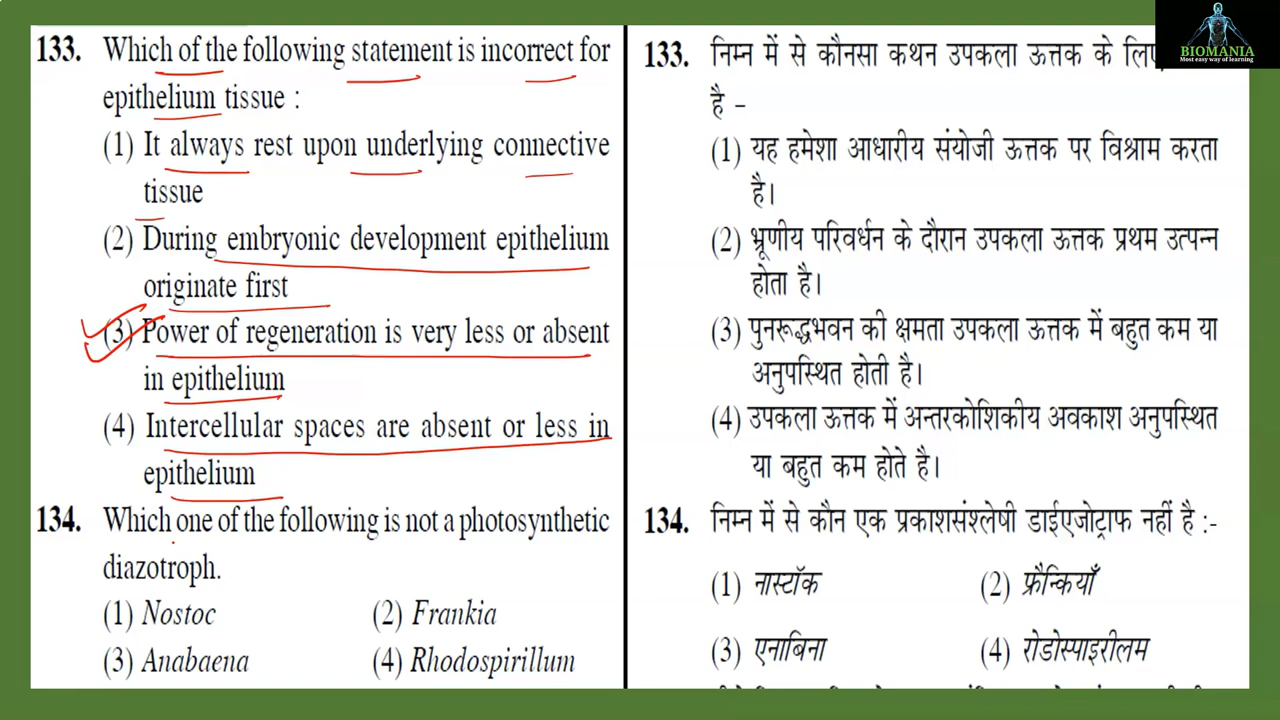 133. Which of the following statement is incorrect for
epithelium tissue :
(1) It always rest upon underlying connective
tissue
(2) During embryonic development epithelium
originate first
(3) Power of regeneration is very less or absent
in epithelium
(4) Intercellular spaces are absent or less in
epithelium
134. Which one of the following is not a photosynthetic
diazotroph.
(1) Nostoc (2) Frankia
(3) Anabaena (4) Rhodospirillum
133. निम्न में से कौनसा कथन उपकला ऊत्तक के लिए
है -
(1) यह हमेशा आधारीय संयोजी ऊत्तक पर विश्राम करता
है।
(2) भ्रूणीय परिवर्धन के दौरान उपकला ऊत्तक प्रथम उत्पन्न
होता है।
(3) पुनरूद्धभवन की क्षमता उपकला ऊत्तक में बहुत कम या
अनुपस्थित होती है।
(4) उपकला ऊत्तक में अन्तरकोशिकीय अवकाश अनुपस्थित
या बहुत कम होते है।
134. निम्न में से कौन एक प्रकाशसंश्लेषी डाईएजोट्राफ नहीं है :-
(1) नास्टॉक (2) फ्रैन्कियाँ
(3) एनाबिना (4) रोडोस्पाइरीलम
BIOMANIA
Most easy way of learning